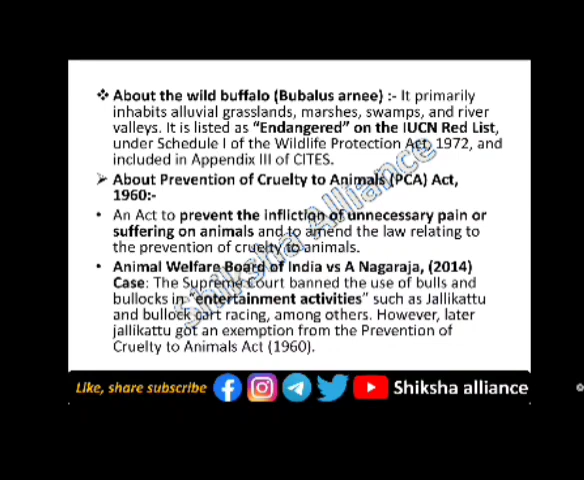 ❖ About the wild buffalo (Bubalus arnee) :- It primarily
inhabits alluvial grasslands, marshes, swamps, and river
valleys. It is listed as “Endangered” on the IUCN Red List,
under Schedule I of the Wildlife Protection Act, 1972, and
included in Appendix III of CITES.
➢ About Prevention of Cruelty to Animals (PCA) Act,
1960:-
• An Act to prevent the infliction of unnecessary pain or
suffering on animals and to amend the law relating to
the prevention of cruelty to animals.
• Animal Welfare Board of India vs A Nagaraja, (2014)
Case: The Supreme Court banned the use of bulls and
bullocks in “entertainment activities” such as Jallikattu
and bullock cart racing, among others. However, later
jallikattu got an exemption from the Prevention of
Cruelty to Animals Act (1960).
Shiksha Alliance
Like, share subscribe Shiksha alliance